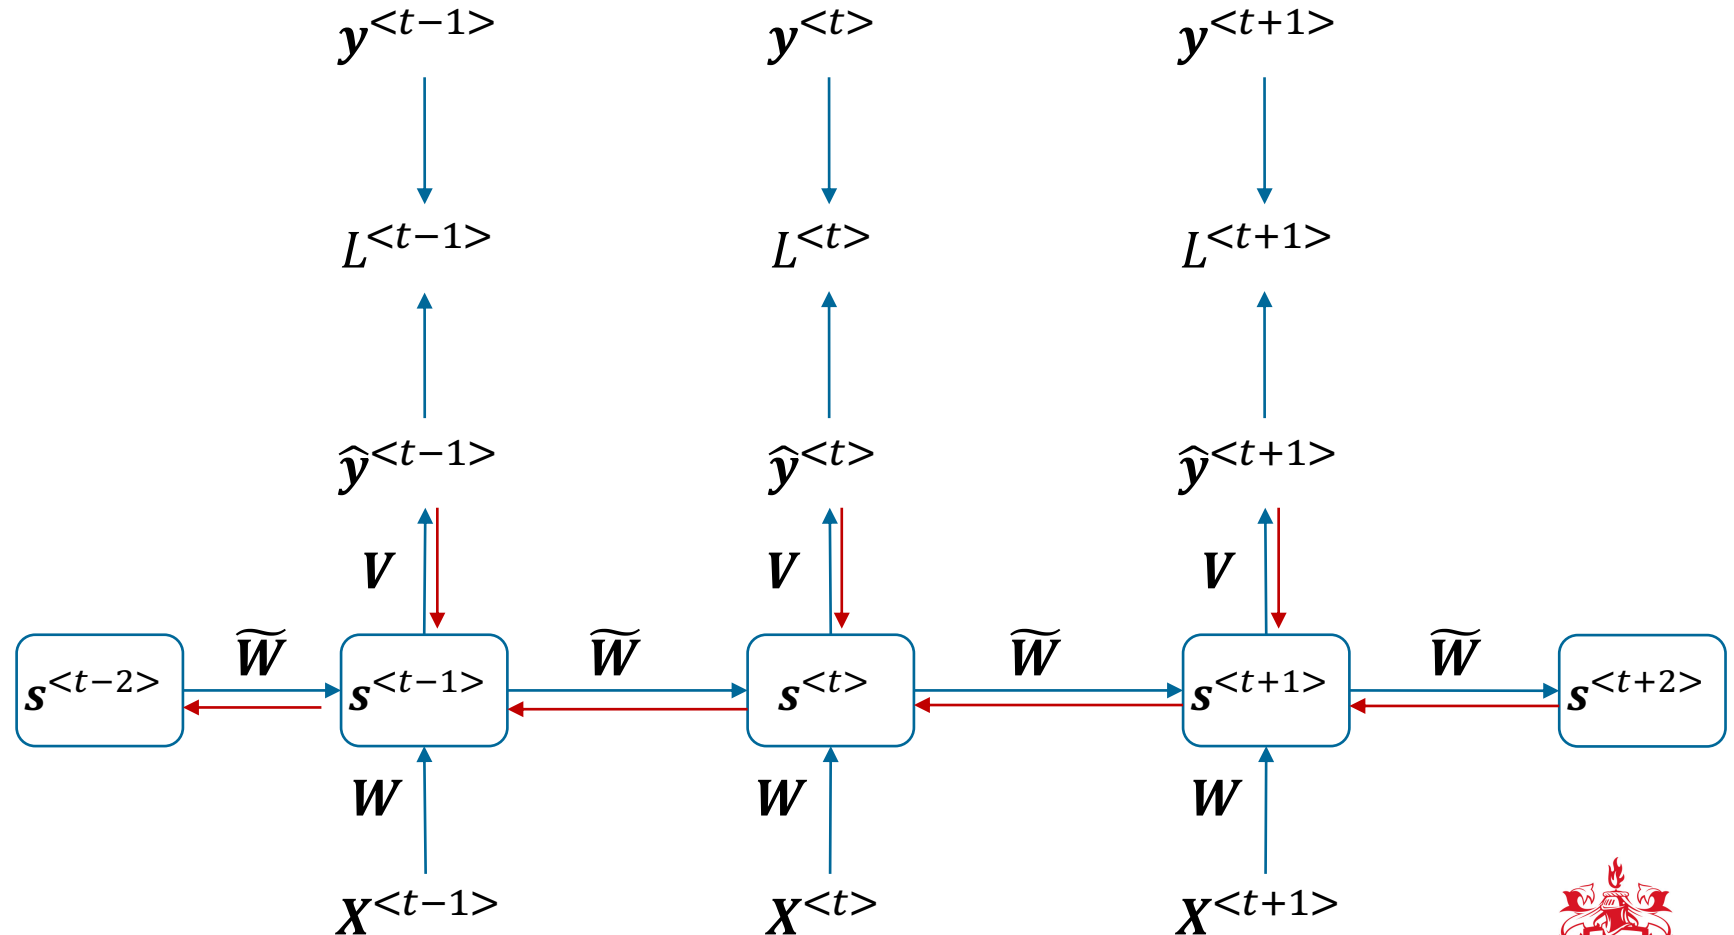 y<t−1> y<t> y<t+1>
L<t−1> L<t> L<t+1>
ŷ<t−1> ŷ<t> ŷ<t+1>
V V V
W̃ W̃ W̃ W̃
s<t−2> s<t−1> s<t> s<t+1> s<t+2>
W W W
X<t−1> X<t> X<t+1>